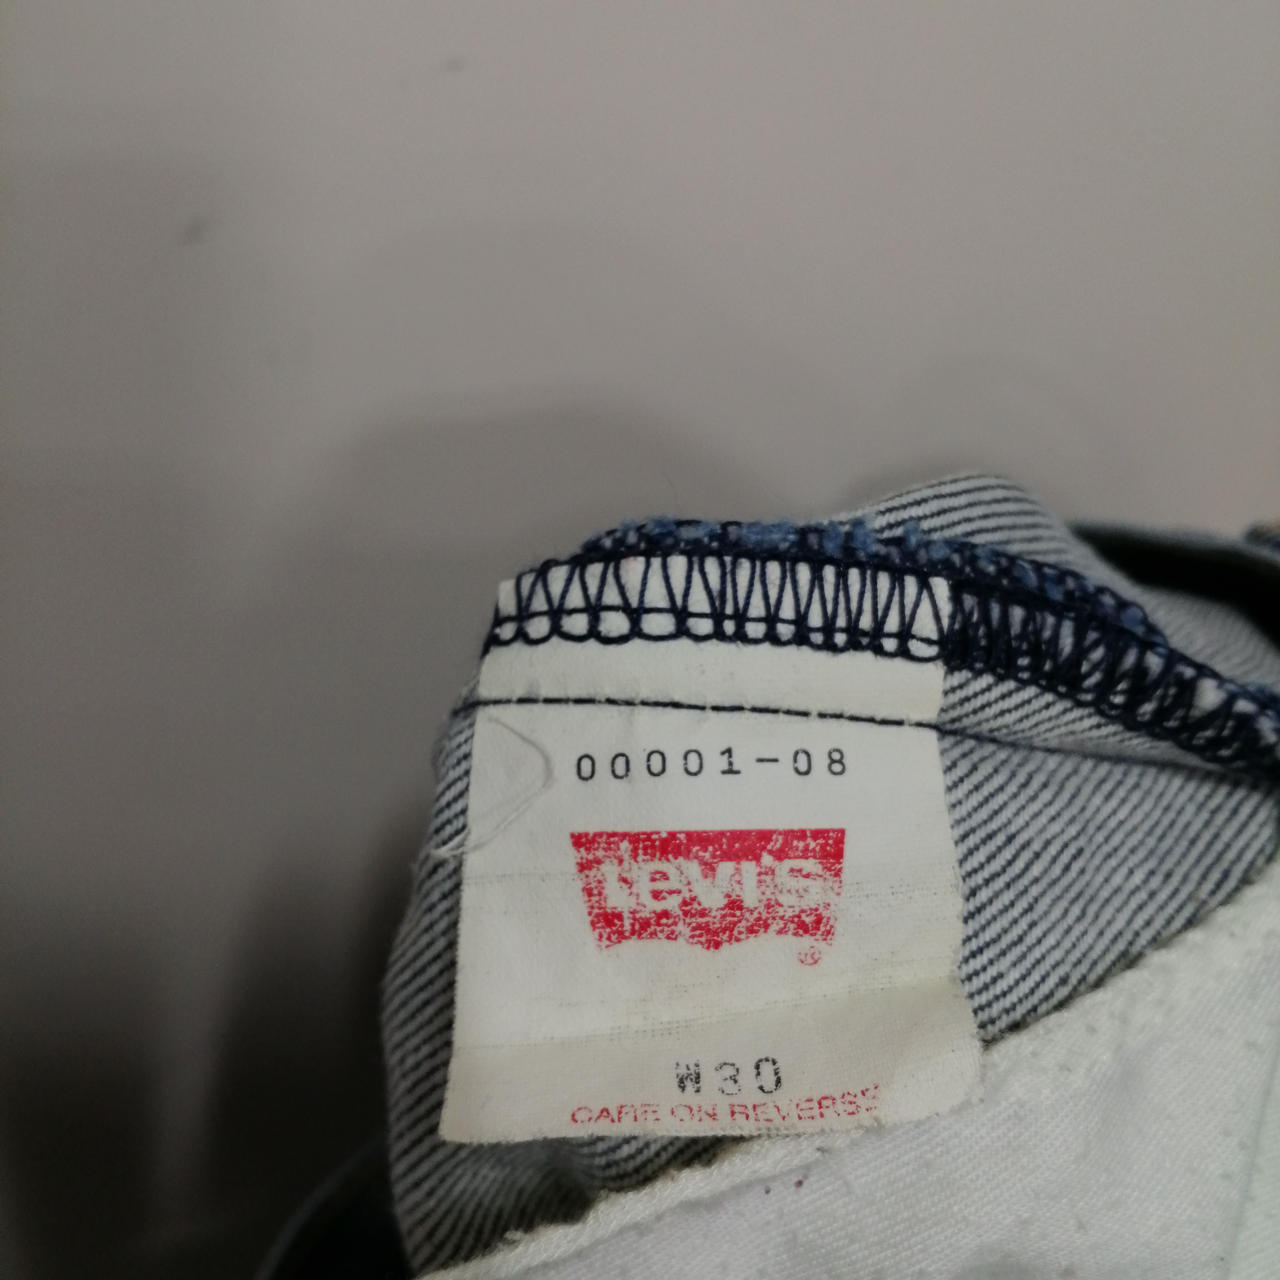 00001-08
Levi's
®
W30
CARE ON REVERSE